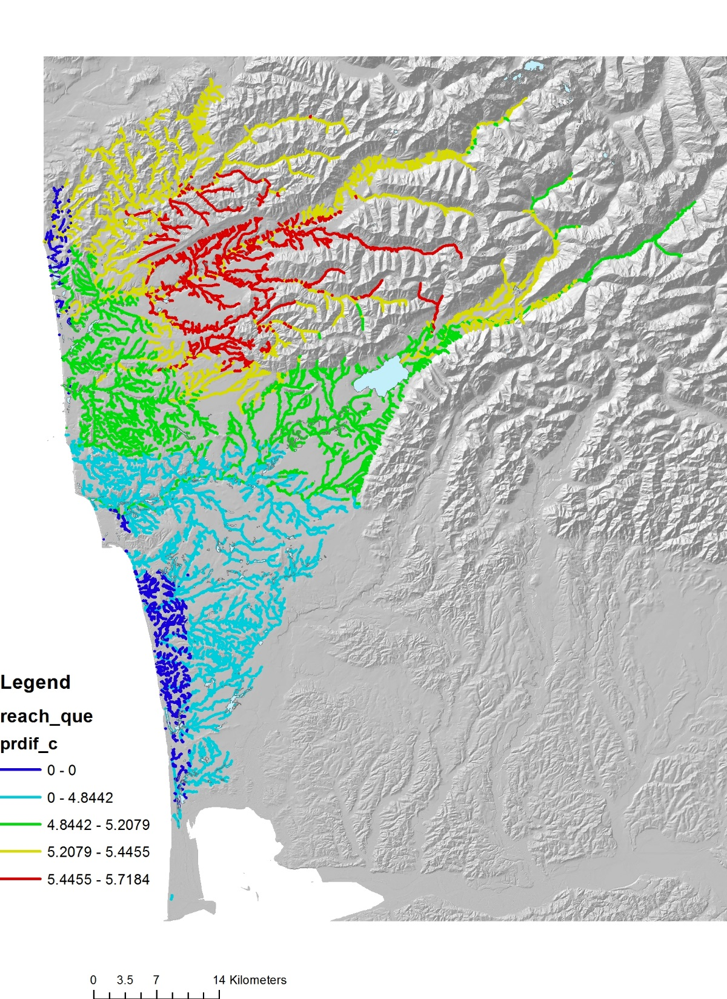 Legend
reach_que
prdif_c
0 - 0
0 - 4.8442
4.8442 - 5.2079
5.2079 - 5.4455
5.4455 - 5.7184
0 3.5 7 14 Kilometers